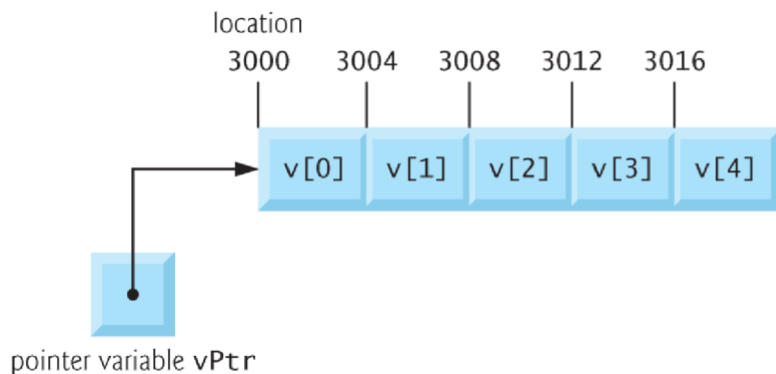 location
3000 3004 3008 3012 3016
v[0] v[1] v[2] v[3] v[4]
pointer variable vPtr